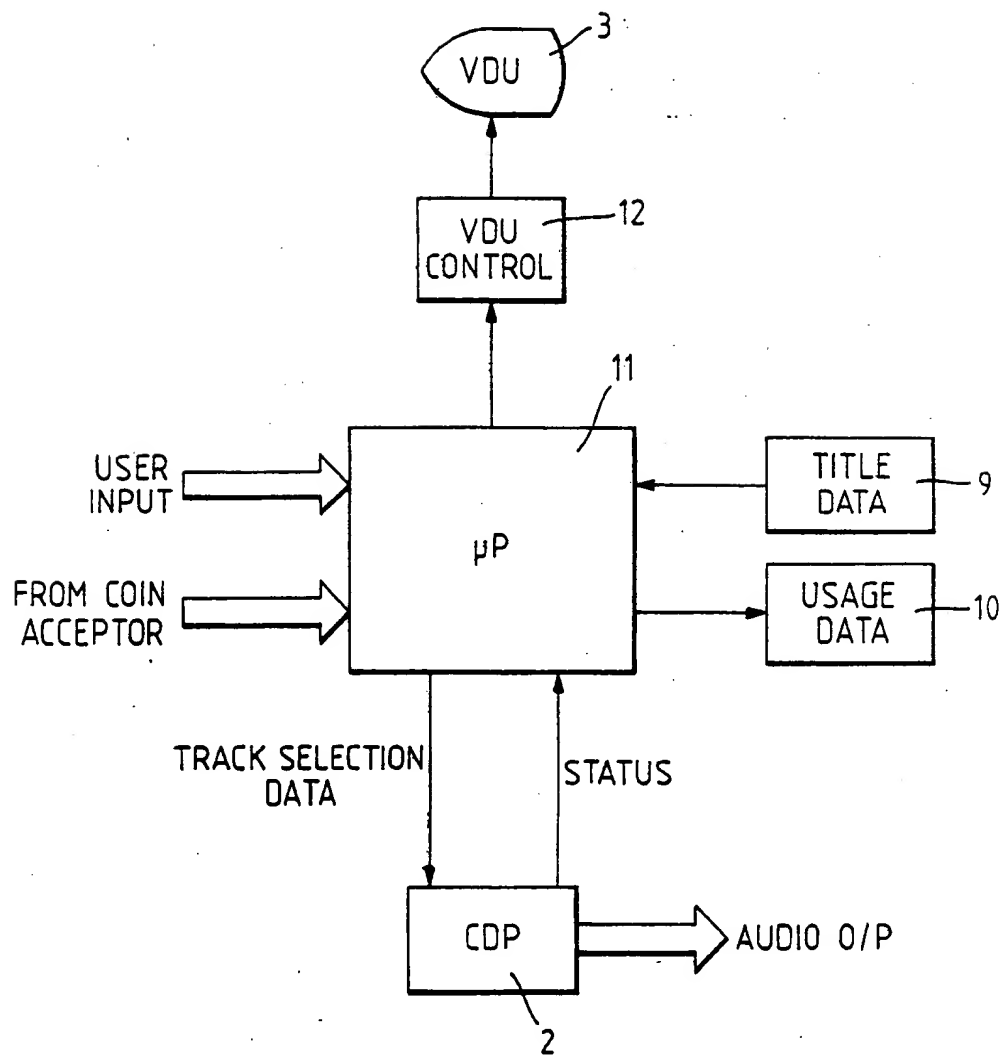 3
VDU
12
VDU
CONTROL
11
USER
INPUT
TITLE
DATA
9
µP
FROM COIN
ACCEPTOR
USAGE
DATA
10
TRACK SELECTION
DATA
STATUS
CDP
AUDIO O/P
2